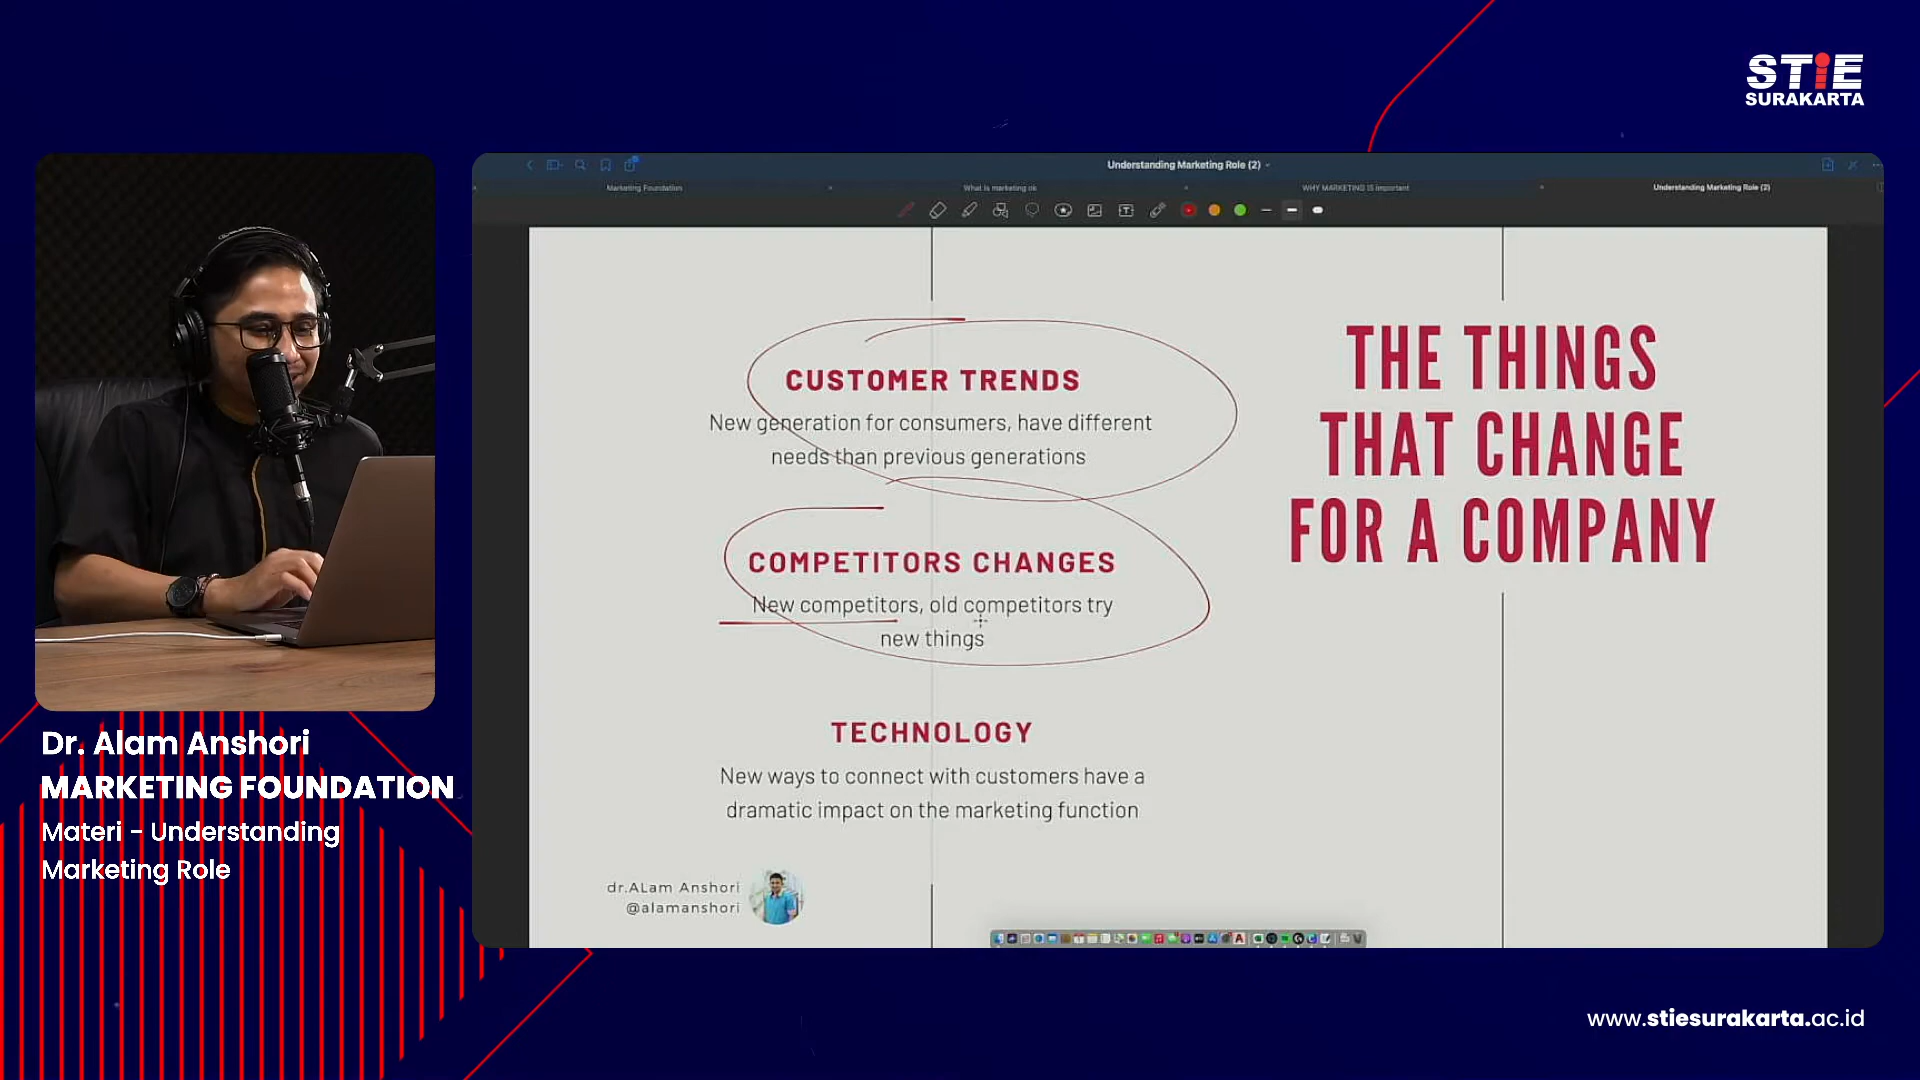 STiE
SURAKARTA
Understanding Marketing Role (2)
Marketing Foundation
What is marketing ok
WHY MARKETING IS important
Understanding Marketing Role (2)
THE THINGS
THAT CHANGE
FOR A COMPANY
CUSTOMER TRENDS
New generation for consumers, have different
needs than previous generations
COMPETITORS CHANGES
New competitors, old competitors try
new things
TECHNOLOGY
New ways to connect with customers have a
dramatic impact on the marketing function
dr.ALam Anshori
@alamanshori
Dr. Alam Anshori
MARKETING FOUNDATION
Materi - Understanding
Marketing Role
www.stiesurakarta.ac.id